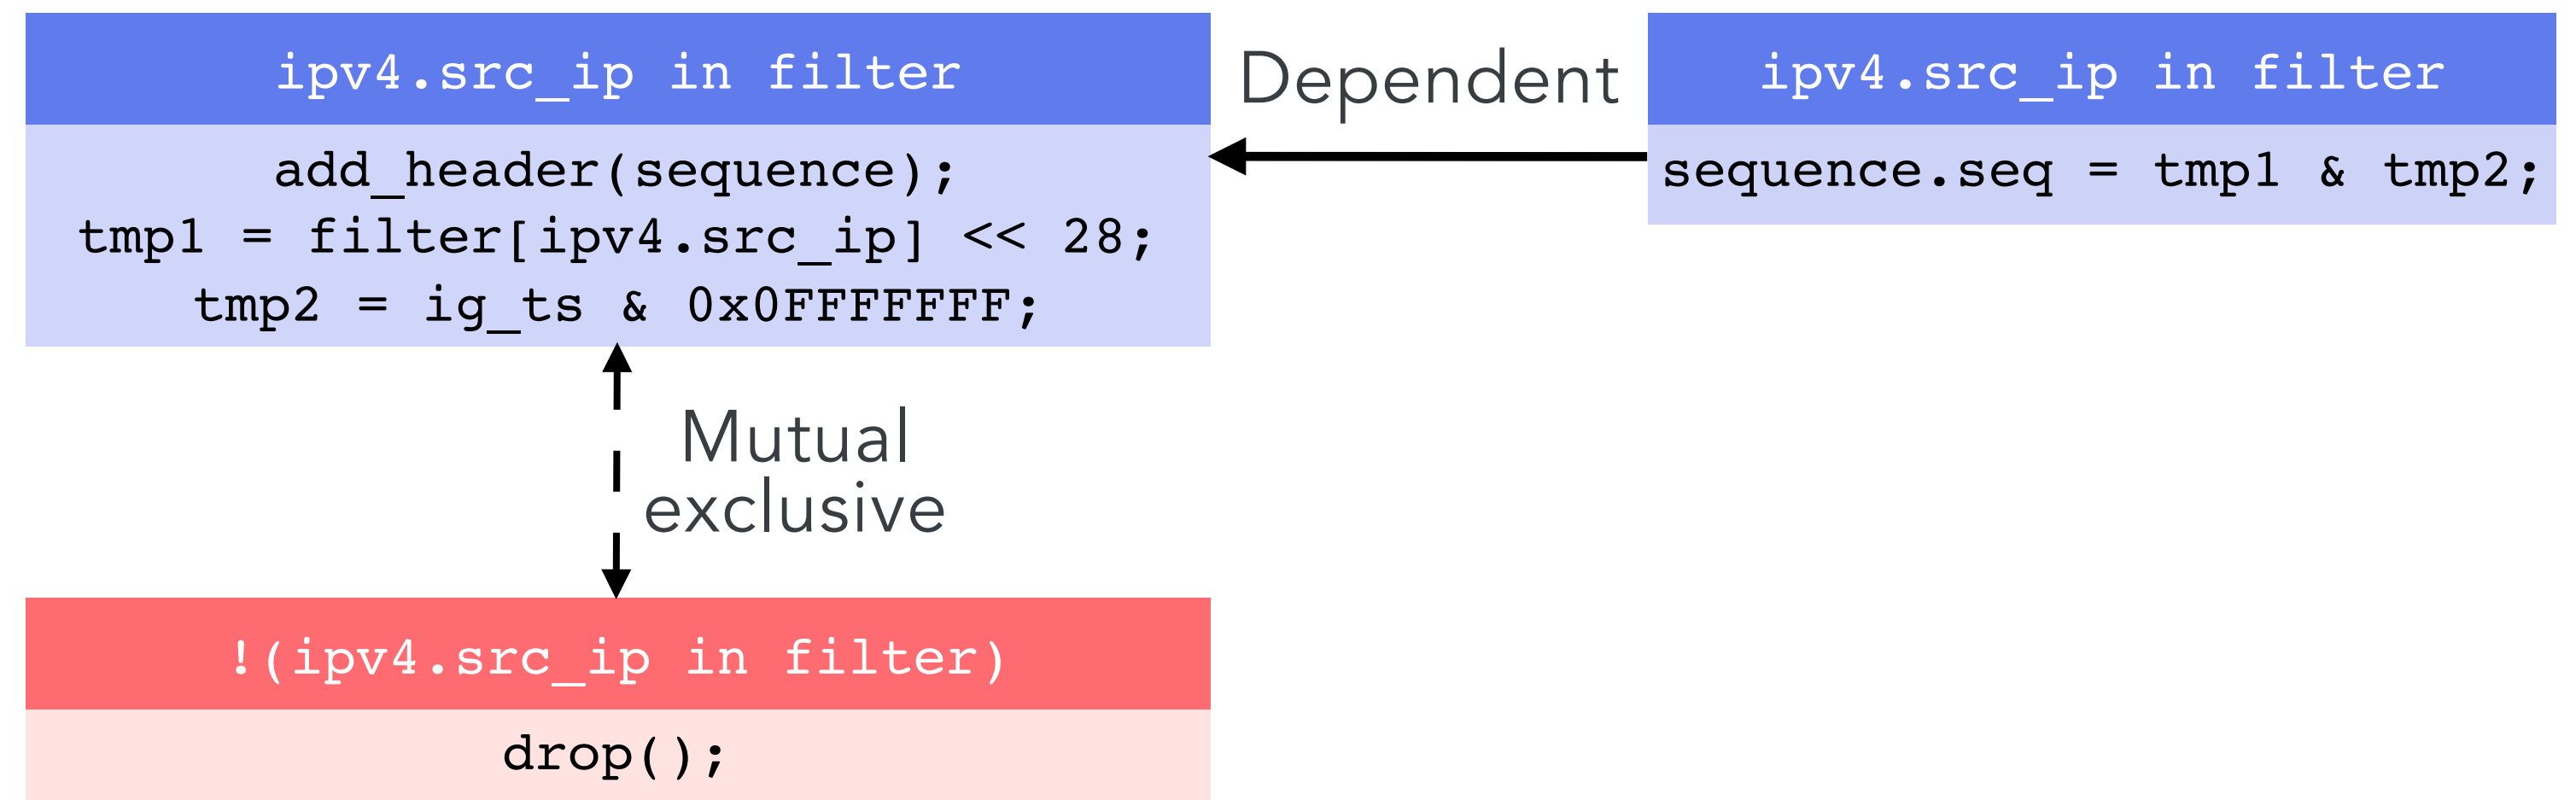 ipv4.src_ip in filter
add_header(sequence);
tmp1 = filter[ipv4.src_ip] << 28;
tmp2 = ig_ts & 0x0FFFFFFF;
Dependent
ipv4.src_ip in filter
sequence.seq = tmp1 & tmp2;
Mutual
exclusive
!(ipv4.src_ip in filter)
drop();